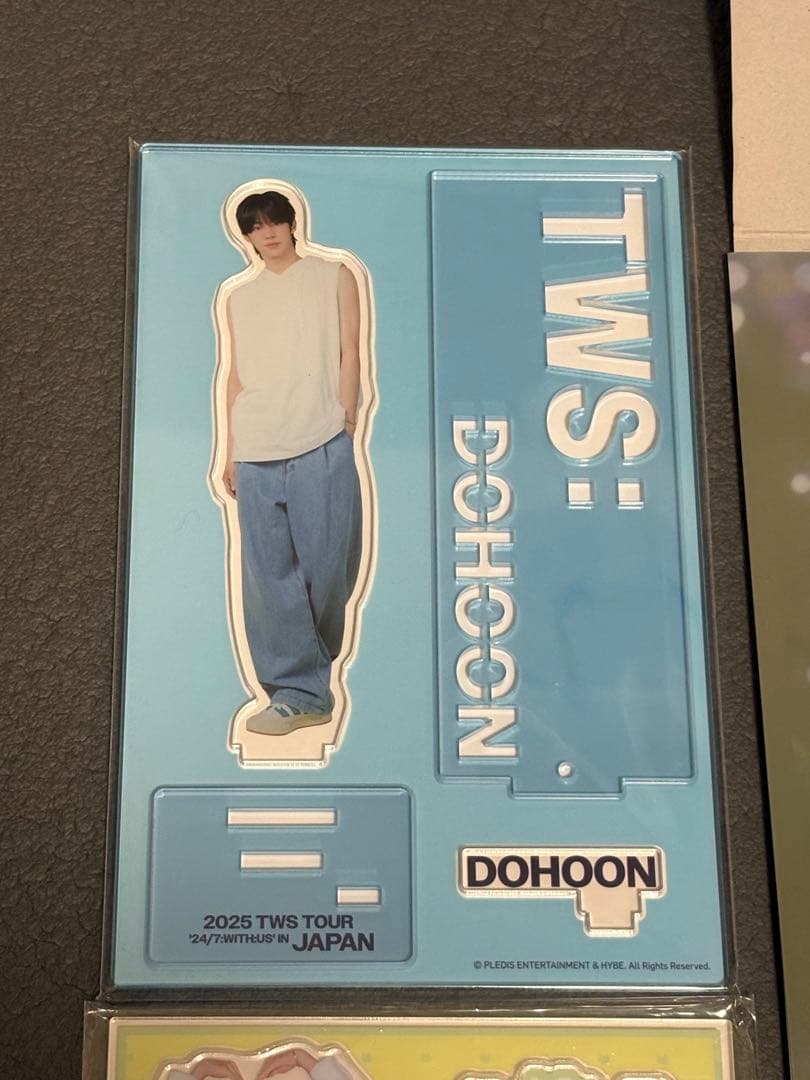 TWS:
DOHOON
DOHOON
2025 TWS TOUR
'24/7:WITH:US' IN JAPAN
© PLEDIS ENTERTAINMENT & HYBE. All Rights Reserved.